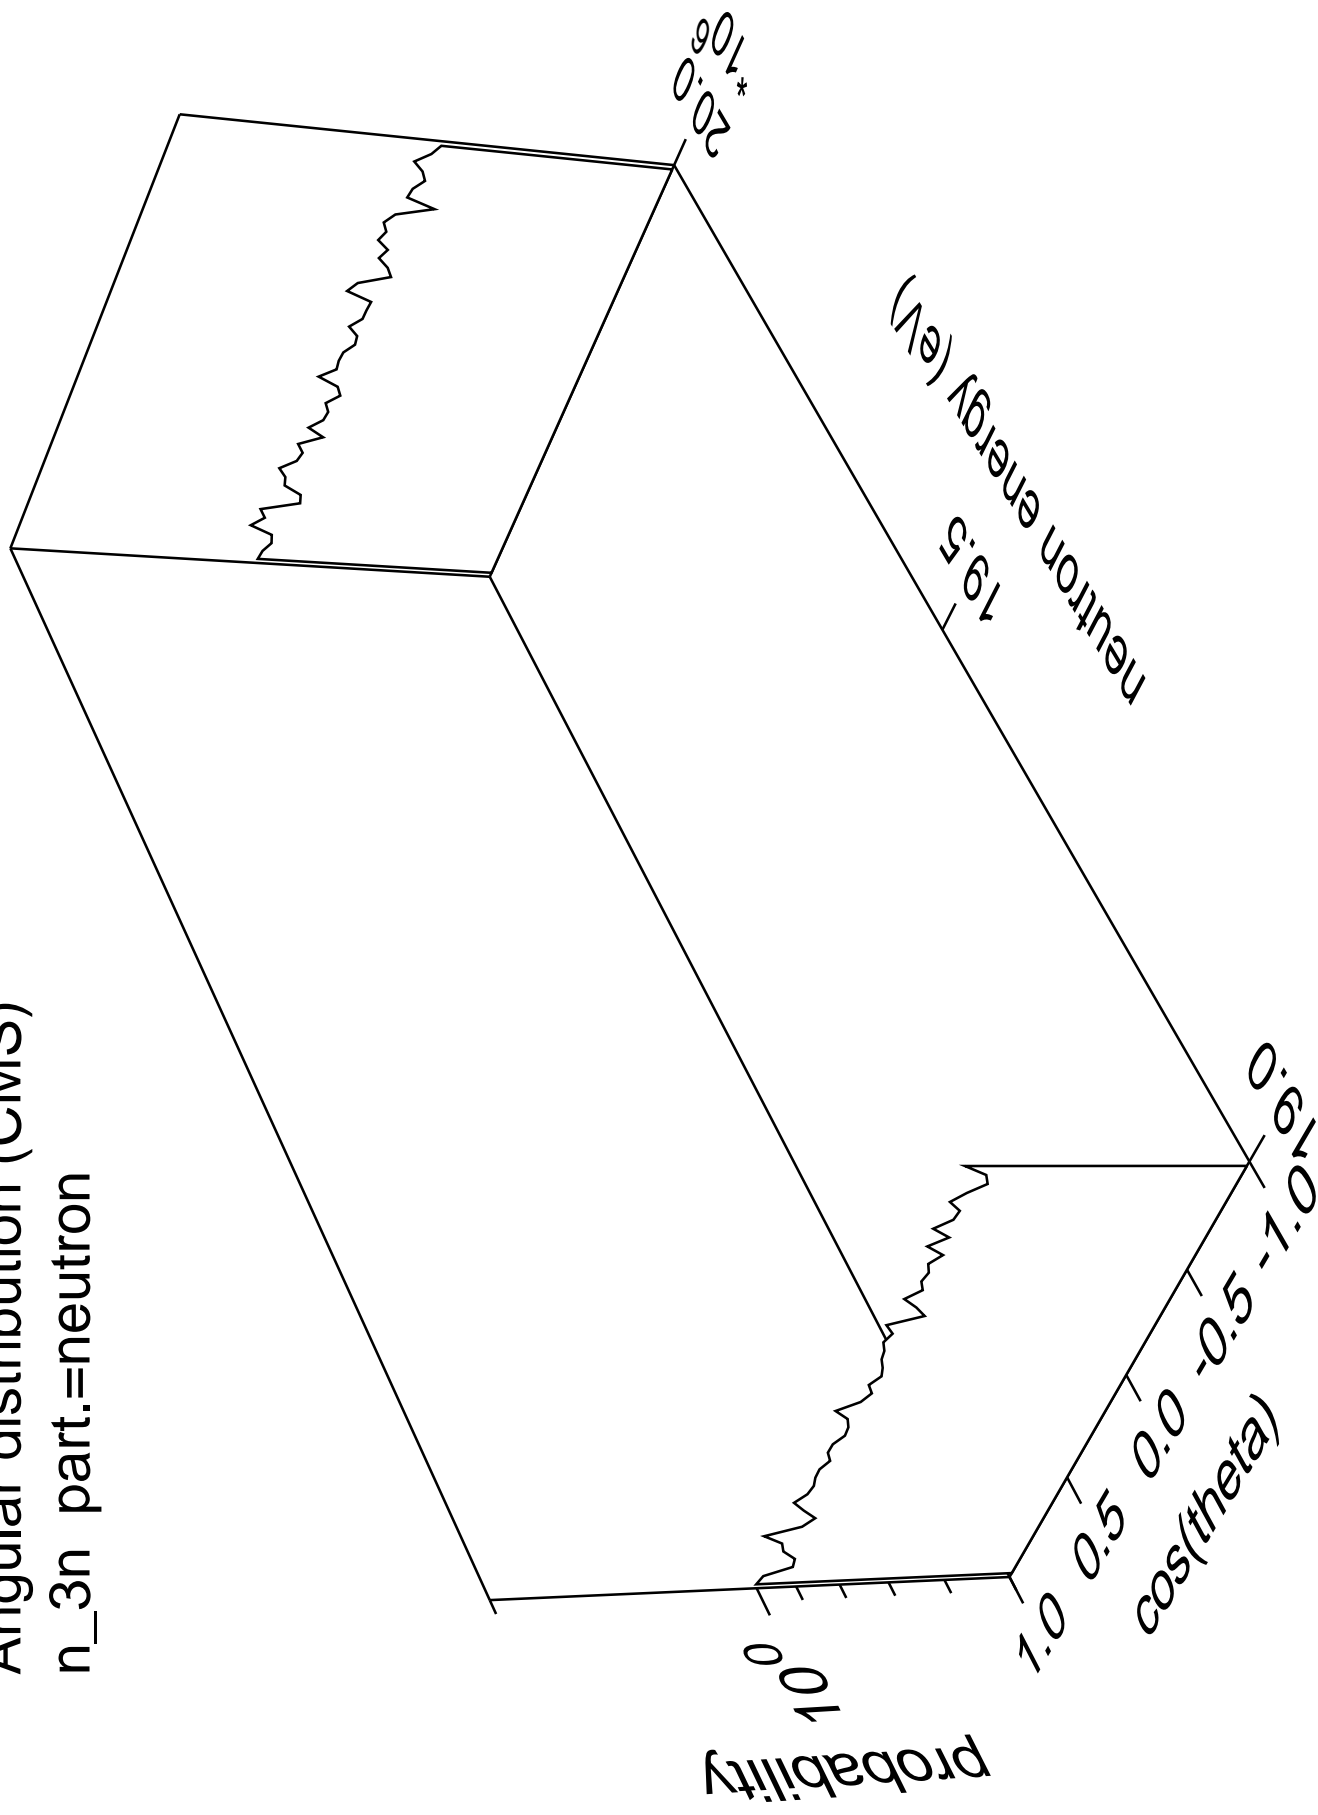 Angular distribution (CMS)
n_3n part.=neutron
probability
10^0
cos(theta)
1.0 0.5 0.0 -0.5 -1.0
neutron energy (eV)
19.0 19.5 20.0
*10^6